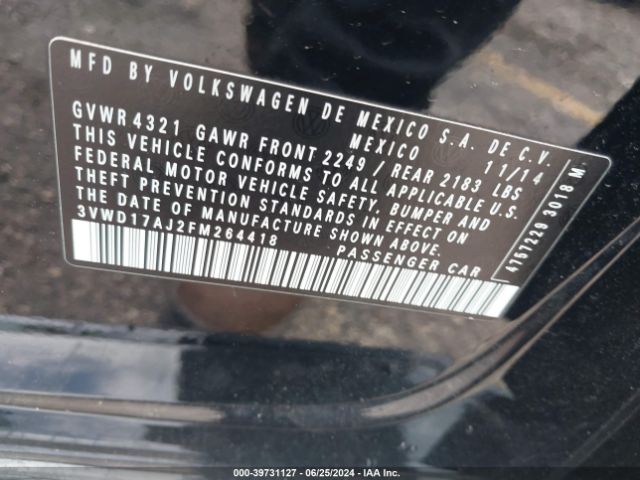 MFD BY VOLKSWAGEN DE MEXICO S.A. DE C.V.
MEXICO 11/14
GVWR 4321 GAWR FRONT 2249 / REAR 2183 LBS
THIS VEHICLE CONFORMS TO ALL APPLICABLE U.S.
FEDERAL MOTOR VEHICLE SAFETY, BUMPER AND
THEFT PREVENTION STANDARDS IN EFFECT ON
THE DATE OF MANUFACTURE SHOWN ABOVE.
3VWD17AJ2FM264418 PASSENGER CAR
4757229 3018 M
000-39731127 - 06/25/2024 - IAA Inc.